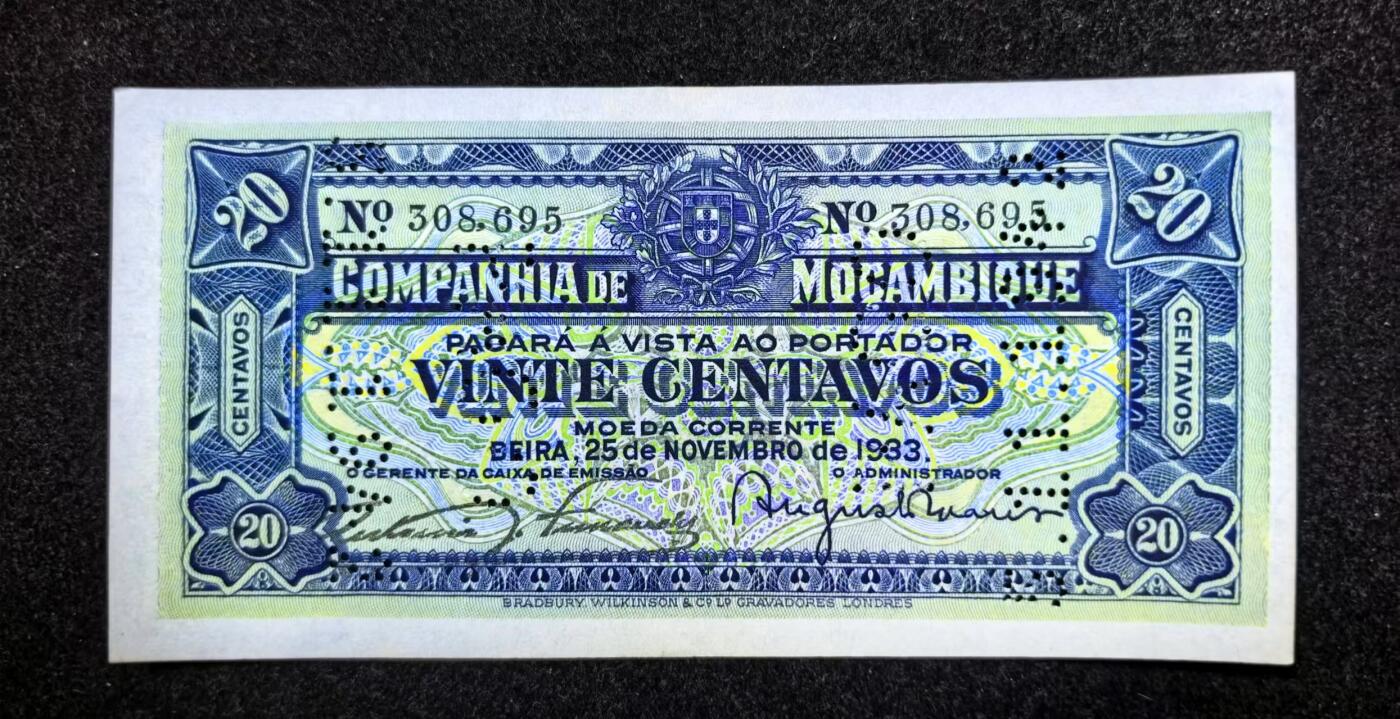 20 20
Nº 308,695 Nº 308,695
COMPANHIA DE MOÇAMBIQUE
CENTAVOS CENTAVOS
PAGARÁ Á VISTA AO PORTADOR
VINTE CENTAVOS
MOEDA CORRENTE
BEIRA, 25 de NOVEMBRO de 1933
O GERENTE DA CAIXA DE EMISSÃO O ADMINISTRADOR
20 20
BRADBURY, WILKINSON & Cº Lº GRAVADORES LONDRES